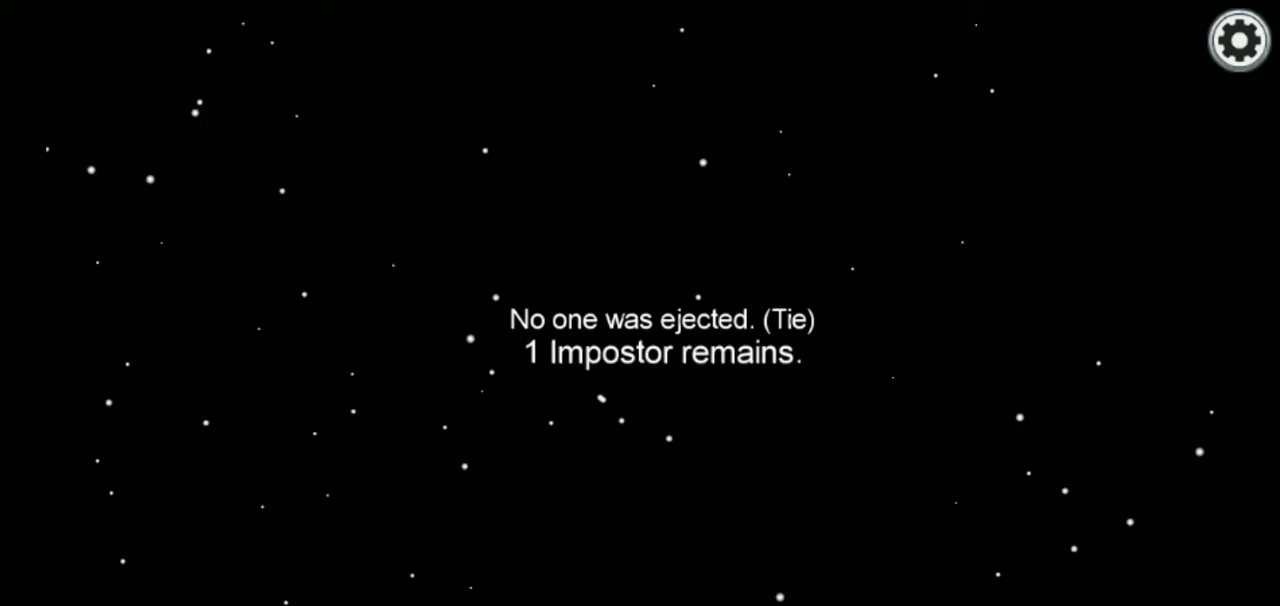 No one was ejected. (Tie)
1 Impostor remains.